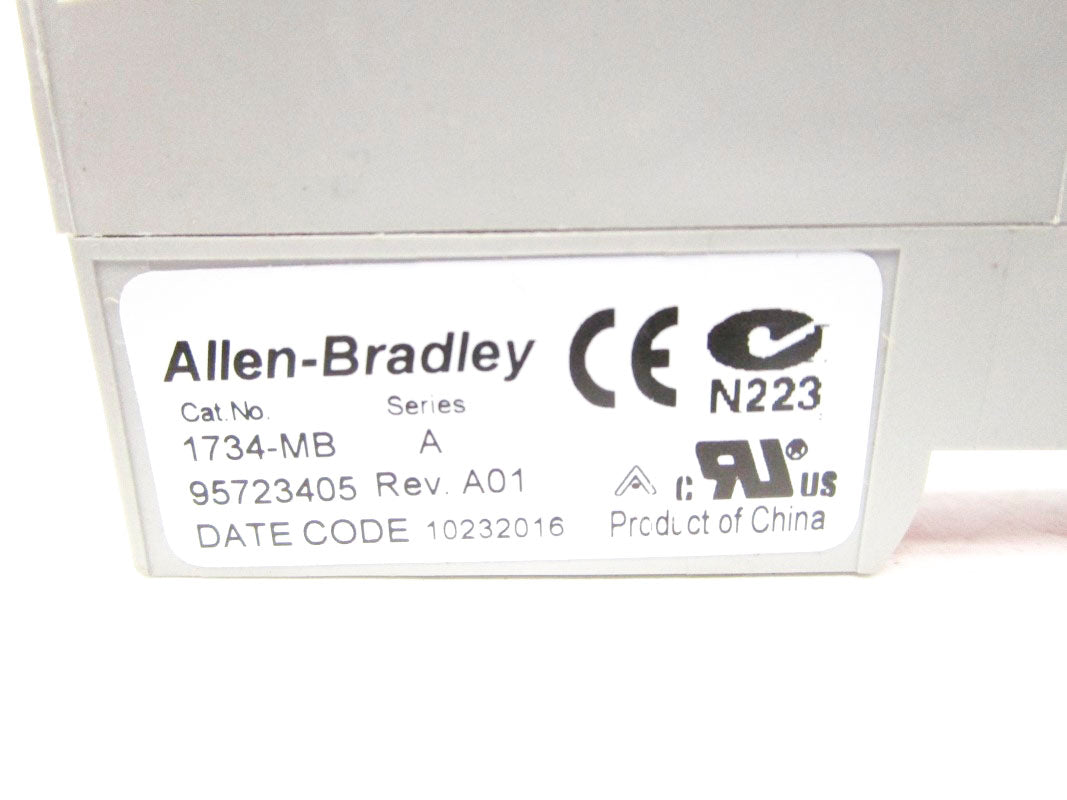 Allen-Bradley
CE
N223
Cat.No. Series
1734-MB A
95723405 Rev. A01
C UR ® US
DATE CODE 10232016
Product of China